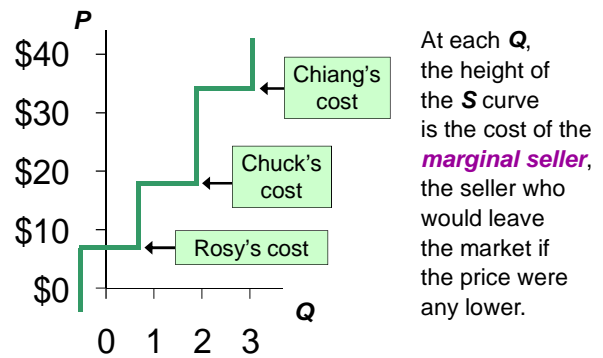 P
$40
$30
$20
$10
$0
Chiang's
cost
Chuck's
cost
Rosy's cost
Q
0 1 2 3
At each Q,
the height of
the S curve
is the cost of the
marginal seller,
the seller who
would leave
the market if
the price were
any lower.